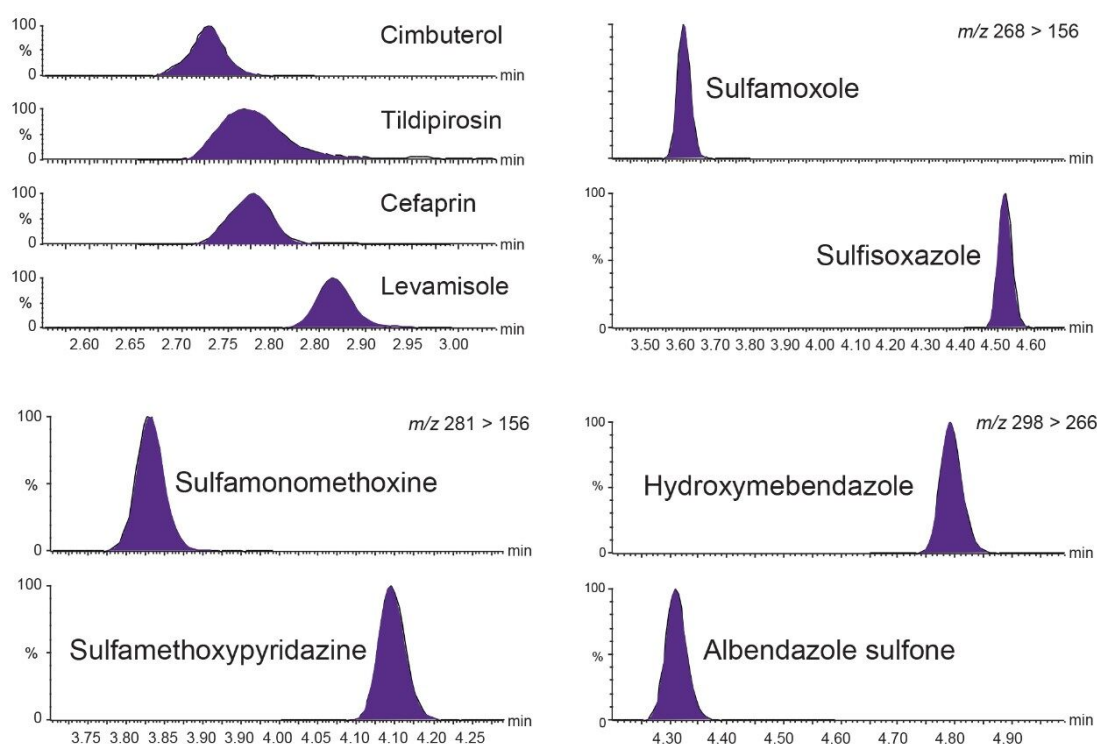 100
%
0
Cimbuterol
min
100
%
0
Tildipirosin
min
100
%
0
Cefaprin
min
100
%
0
Levamisole
min
2.60 2.65 2.70 2.75 2.80 2.80 2.90 2.95 3.00
100
m/z 268 > 156
Sulfamoxole
min
100
%
0
Sulfisoxazole
min
3.50 3.60 3.70 3.80 3.90 4.00 4.10 4.20 4.30 4.40 4.50 4.60
100
%
0
m/z 281 > 156
Sulfamonomethoxine
min
100
%
0
Sulfamethoxypyridazine
min
3.75 3.80 3.85 3.95 4.00 4.05 4.10 4.20 4.25
100
%
0
m/z 298 > 266
Hydroxymebendazole
min
100
%
0
Albendazole sulfone
min
4.30 4.40 4.50 4.60 4.70 4.80 4.90